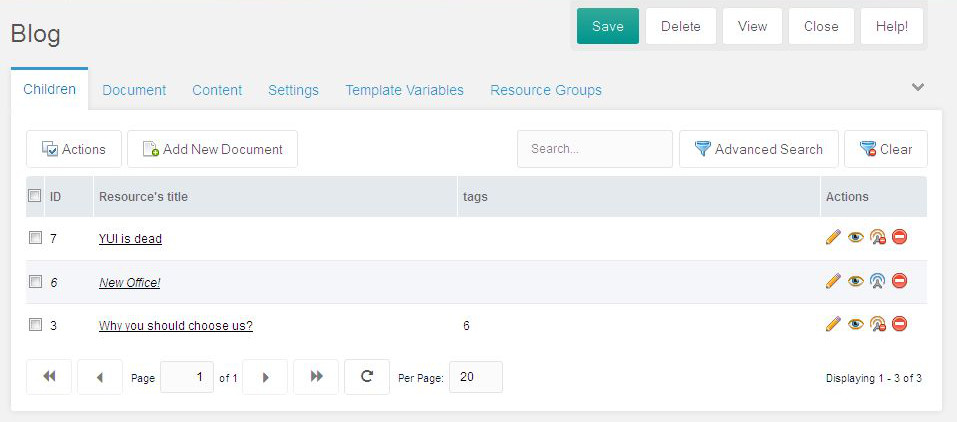 Blog
Save Delete View Close Help!
Children Document Content Settings Template Variables Resource Groups
Actions Add New Document Search... Advanced Search Clear
ID Resource's title tags Actions
7 YUI is dead
6 New Office!
3 Why you should choose us? 6
Page 1 of 1 Per Page: 20 Displaying 1 - 3 of 3